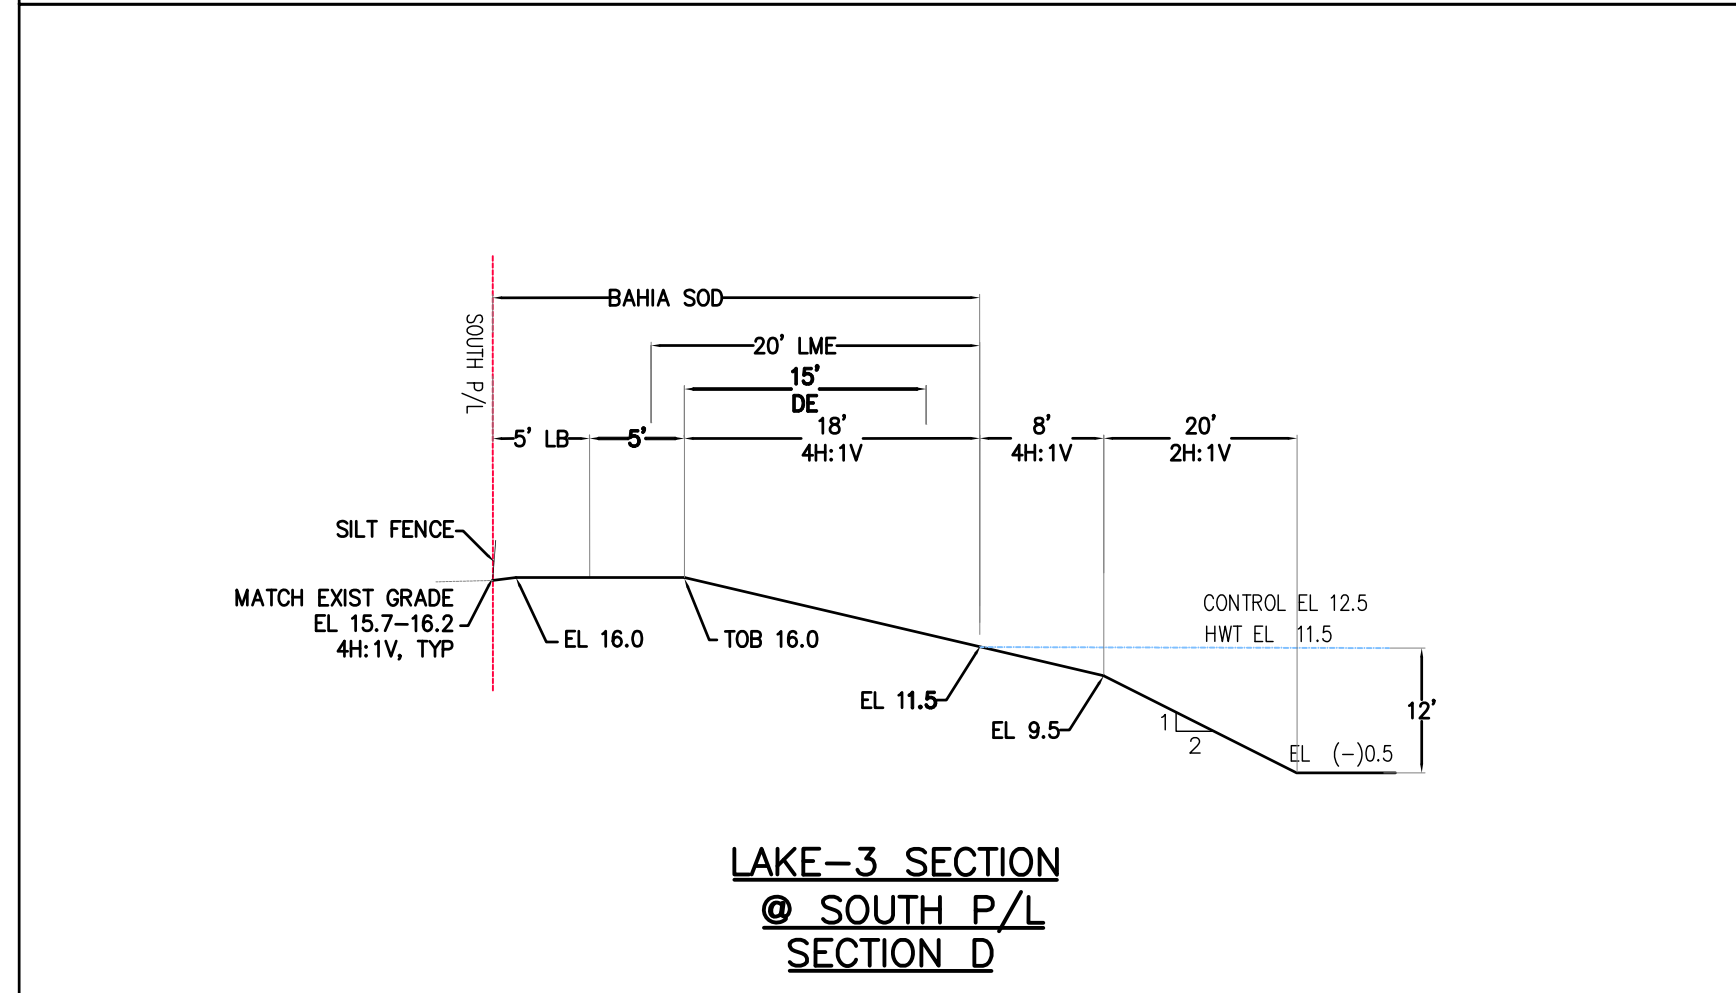 BAHIA SOD
SOUTH P/L
20' LME
15'
DE
5' LB
5'
18'
4H:1V
8'
4H:1V
20'
2H:1V
SILT FENCE
MATCH EXIST GRADE
EL 15.7-16.2
4H:1V, TYP
EL 16.0
TOB 16.0
CONTROL EL 12.5
HWT EL 11.5
EL 11.5
EL 9.5
1
2
12'
EL (-)0.5
LAKE-3 SECTION
@ SOUTH P/L
SECTION D